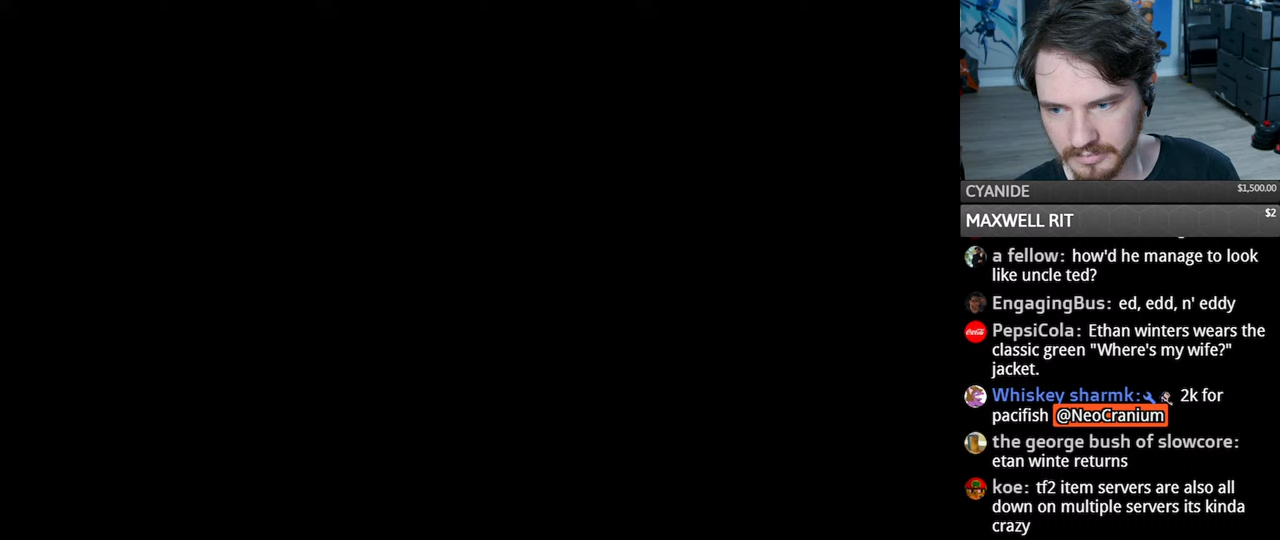 CYANIDE
$1,500.00
MAXWELL RIT
$2
a fellow: how'd he manage to look
like uncle ted?
EngagingBus: ed, edd, n' eddy
PepsiCola: Ethan winters wears the
classic green "Where's my wife?"
jacket.
Whiskey sharmk: 2k for
pacifish @NeoCranium
the george bush of slowcore:
etan winte returns
koe: tf2 item servers are also all
down on multiple servers its kinda
crazy